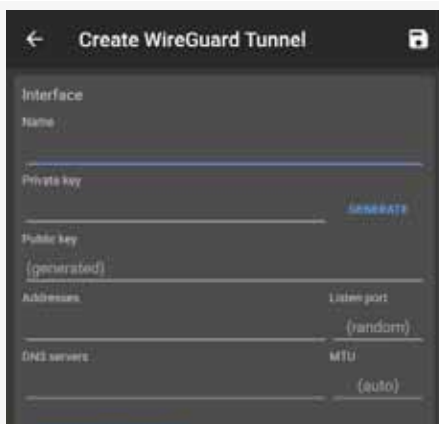 Create WireGuard Tunnel
Interface
Name
Private key
GENERATE
Public key
(generated)
Addresses
Listen port
(random)
DNS servers
MTU
(auto)